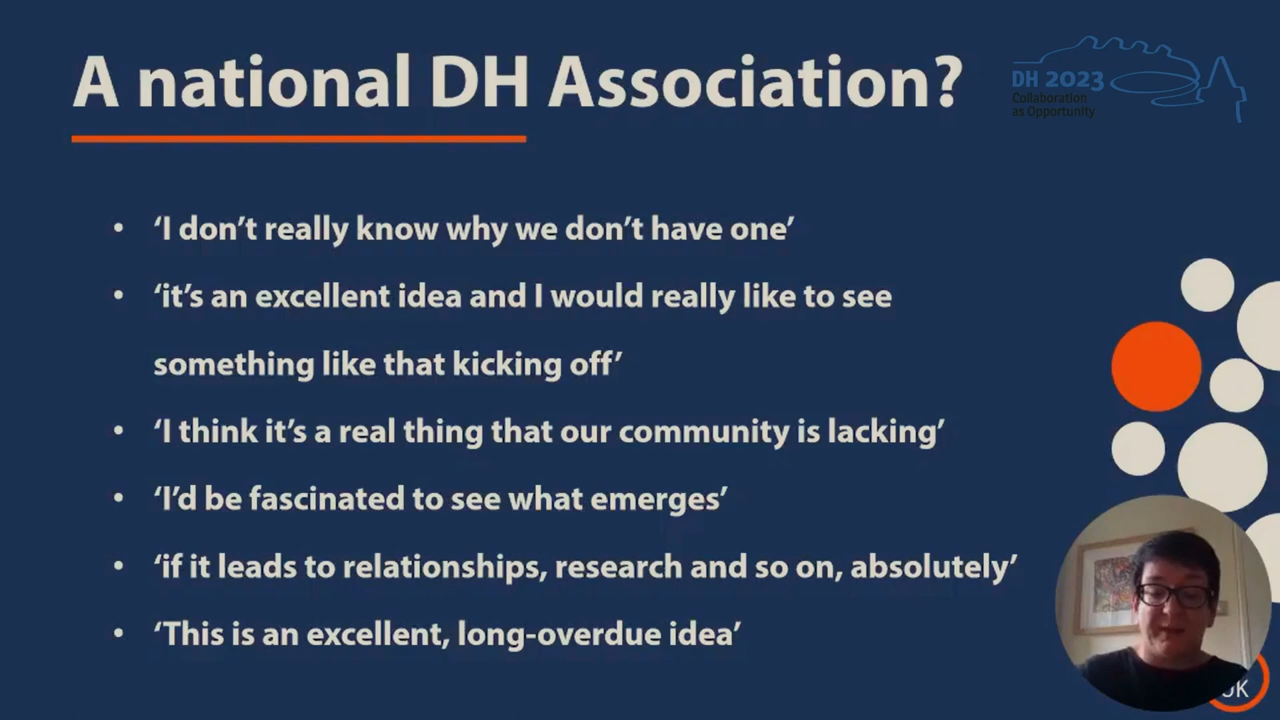 A national DH Association?
DH 2023
Collaboration
as Opportunity
• ‘I don’t really know why we don’t have one’
• ‘it’s an excellent idea and I would really like to see
something like that kicking off’
• ‘I think it’s a real thing that our community is lacking’
• ‘I’d be fascinated to see what emerges’
• ‘if it leads to relationships, research and so on, absolutely’
• ‘This is an excellent, long-overdue idea’
UK